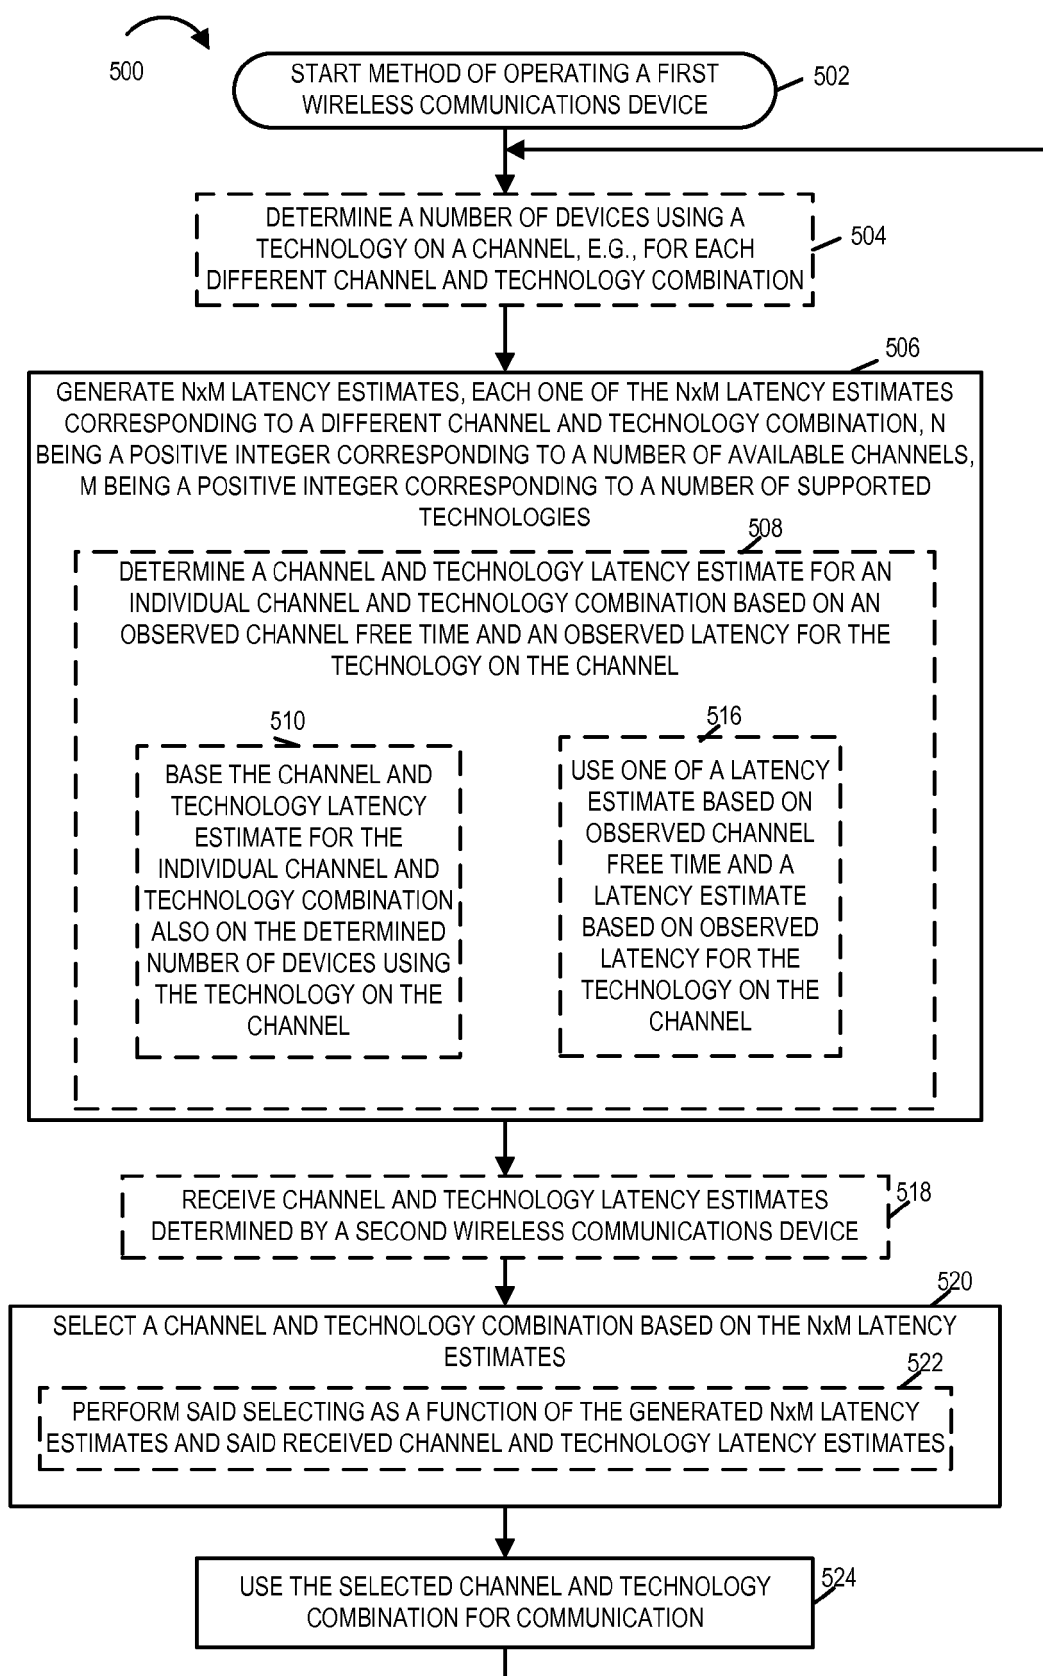 500
START METHOD OF OPERATING A FIRST
WIRELESS COMMUNICATIONS DEVICE
502
DETERMINE A NUMBER OF DEVICES USING A
TECHNOLOGY ON A CHANNEL, E.G., FOR EACH
DIFFERENT CHANNEL AND TECHNOLOGY COMBINATION
504
506
GENERATE NxM LATENCY ESTIMATES, EACH ONE OF THE NxM LATENCY ESTIMATES
CORRESPONDING TO A DIFFERENT CHANNEL AND TECHNOLOGY COMBINATION, N
BEING A POSITIVE INTEGER CORRESPONDING TO A NUMBER OF AVAILABLE CHANNELS,
M BEING A POSITIVE INTEGER CORRESPONDING TO A NUMBER OF SUPPORTED
TECHNOLOGIES
508
DETERMINE A CHANNEL AND TECHNOLOGY LATENCY ESTIMATE FOR AN
INDIVIDUAL CHANNEL AND TECHNOLOGY COMBINATION BASED ON AN
OBSERVED CHANNEL FREE TIME AND AN OBSERVED LATENCY FOR THE
TECHNOLOGY ON THE CHANNEL
510
BASE THE CHANNEL AND
TECHNOLOGY LATENCY
ESTIMATE FOR THE
INDIVIDUAL CHANNEL AND
TECHNOLOGY COMBINATION
ALSO ON THE DETERMINED
NUMBER OF DEVICES USING
THE TECHNOLOGY ON THE
CHANNEL
516
USE ONE OF A LATENCY
ESTIMATE BASED ON
OBSERVED CHANNEL
FREE TIME AND A
LATENCY ESTIMATE
BASED ON OBSERVED
LATENCY FOR THE
TECHNOLOGY ON THE
CHANNEL
RECEIVE CHANNEL AND TECHNOLOGY LATENCY ESTIMATES
DETERMINED BY A SECOND WIRELESS COMMUNICATIONS DEVICE
518
520
SELECT A CHANNEL AND TECHNOLOGY COMBINATION BASED ON THE NxM LATENCY
ESTIMATES
522
PERFORM SAID SELECTING AS A FUNCTION OF THE GENERATED NxM LATENCY
ESTIMATES AND SAID RECEIVED CHANNEL AND TECHNOLOGY LATENCY ESTIMATES
USE THE SELECTED CHANNEL AND TECHNOLOGY
COMBINATION FOR COMMUNICATION
524